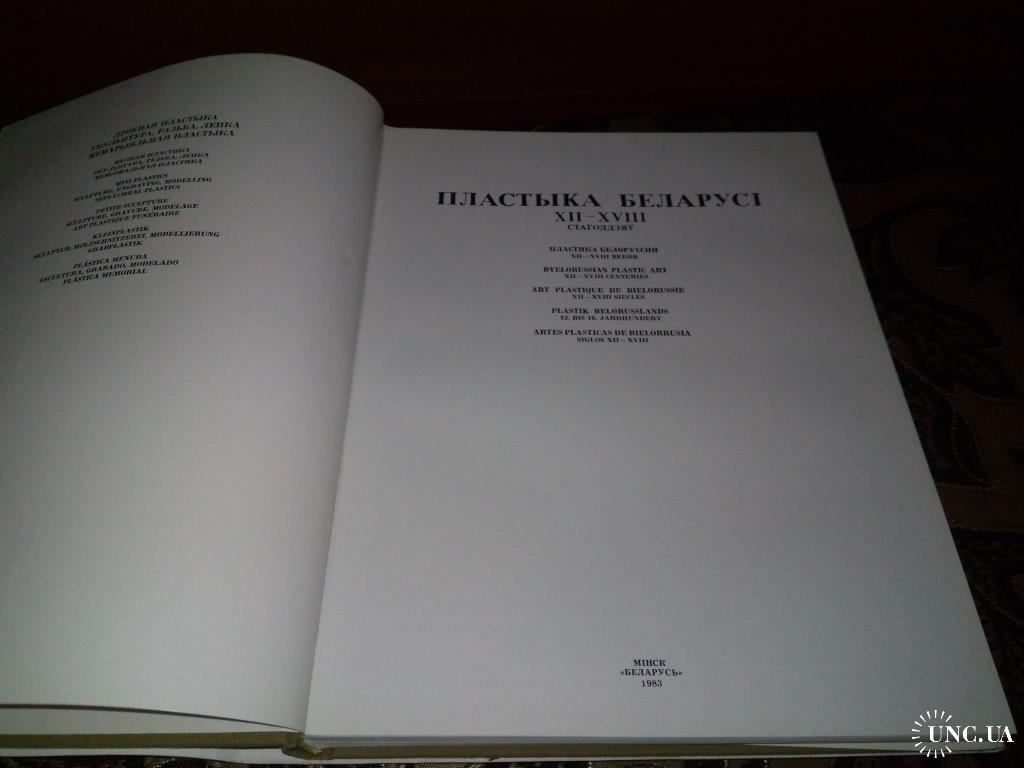 ДРОБНАЯ ПЛАСТЫКА
СКУЛЬПТУРА, РАЗЬБА, ЛЕПКА
МЕМАРЫЯЛЬНАЯ ПЛАСТЫКА
МЕЛКАЯ ПЛАСТИКА
СКУЛЬПТУРА, РЕЗЬБА, ЛЕПКА
МЕМОРИАЛЬНАЯ ПЛАСТИКА
MINI PLASTICS
SCULPTURE, ENGRAVING, MODELLING
SEPULCHRAL PLASTICS
PETITE SCULPTURE
SCULPTURE, GRAVURE, MODELAGE
ART PLASTIQUE FUNÉRAIRE
KLEINPLASTIK
SKULPTUR, HOLZSCHNITZEREI, MODELLIERUNG
GRABPLASTIK
PLÁSTICA MENUDA
ESCULTURA, GRABADO, MODELADO
PLÁSTICA MEMORIAL
ПЛАСТЫКА БЕЛАРУСІ
XII – XVIII
СТАГОДДЗЯЎ
ПЛАСТИКА БЕЛОРУССИИ
XII – XVIII ВЕКОВ
BYELORUSSIAN PLASTIC ART
XII – XVIII CENTURIES
ART PLASTIQUE DE BIELORUSSIE
XII – XVIII SIECLES
PLASTIK BELORUSSLANDS
12. BIS 18. JAHRHUNDERT
ARTES PLASTICAS DE BIELORRUSIA
SIGLOS XII – XVIII
МІНСК
«БЕЛАРУСЬ»
1983
UNC.UA